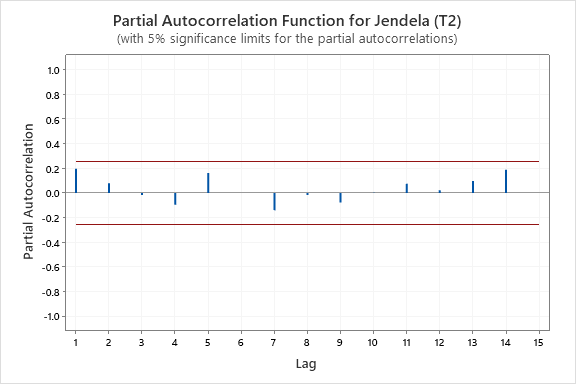 Partial Autocorrelation Function for Jendela (T2)
(with 5% significance limits for the partial autocorrelations)
1.0
0.8
0.6
0.4
0.2
0.0
-0.2
-0.4
-0.6
-0.8
-1.0
Partial Autocorrelation
1 2 3 4 5 6 7 8 9 10 11 12 13 14 15
Lag